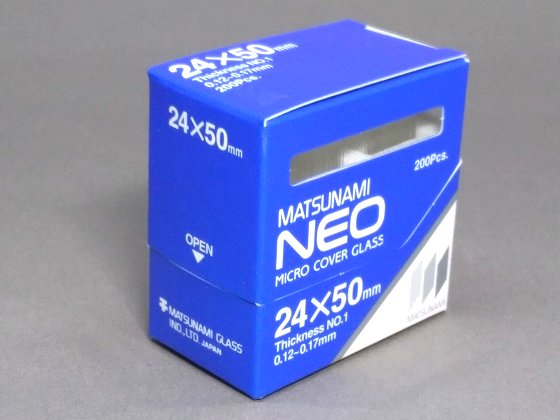 24×50mm
Thickness NO.1
0.12~0.17mm
200Pcs.
24×50mm
OPEN
MATSUNAMI GLASS
IND.,LTD JAPAN
200Pcs.
MATSUNAMI
NEO
MICRO COVER GLASS
24×50mm
Thickness NO.1
0.12~0.17mm
MATSUNAMI